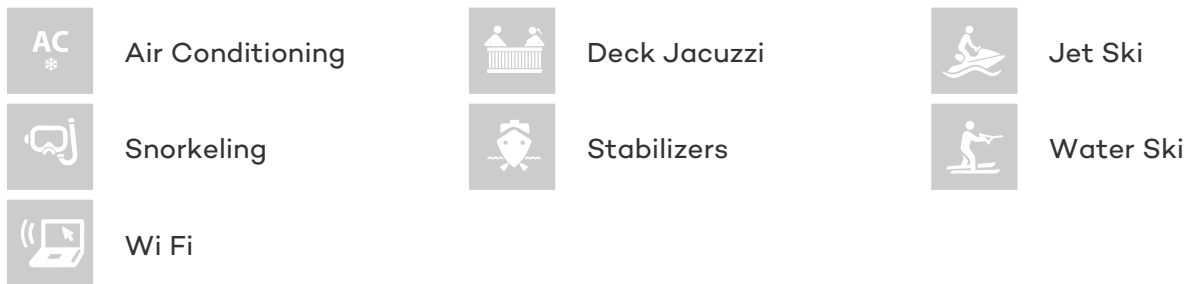 AC
Air Conditioning
Deck Jacuzzi
Jet Ski
Snorkeling
Stabilizers
Water Ski
Wi Fi